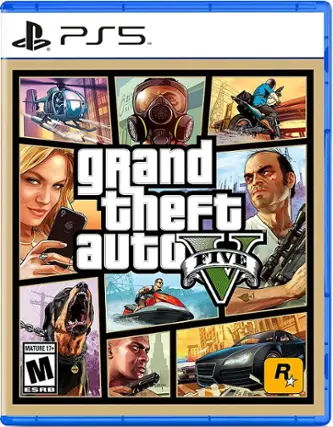 PS5
grand
theft
auto
V
FIVE
MATURE 17+
M
ESRB
R